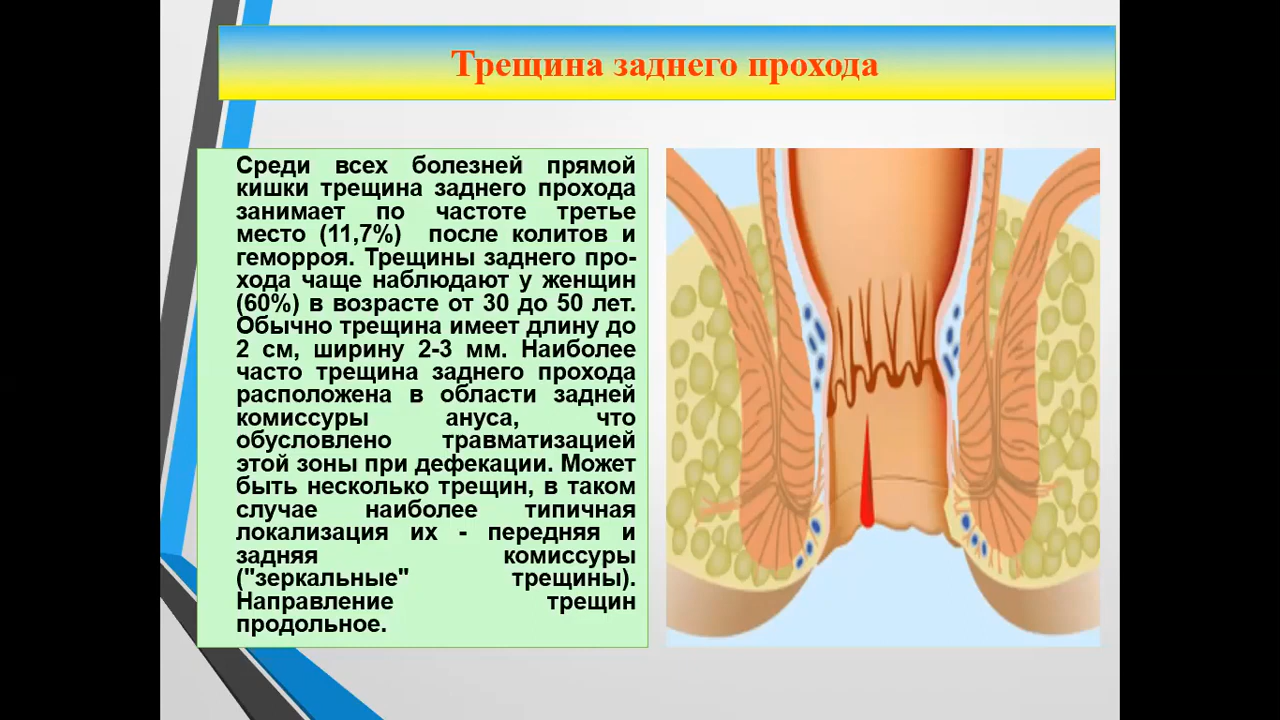 Трещина заднего прохода
Среди всех болезней прямой
кишки трещина заднего прохода
занимает по частоте третье
место (11,7%) после колитов и
геморроя. Трещины заднего про-
хода чаще наблюдают у женщин
(60%) в возрасте от 30 до 50 лет.
Обычно трещина имеет длину до
2 см, ширину 2-3 мм. Наиболее
часто трещина заднего прохода
расположена в области задней
комиссуры ануса, что
обусловлено травматизацией
этой зоны при дефекации. Может
быть несколько трещин, в таком
случае наиболее типичная
локализация их - передняя и
задняя комиссуры
("зеркальные" трещины).
Направление трещин
продольное.